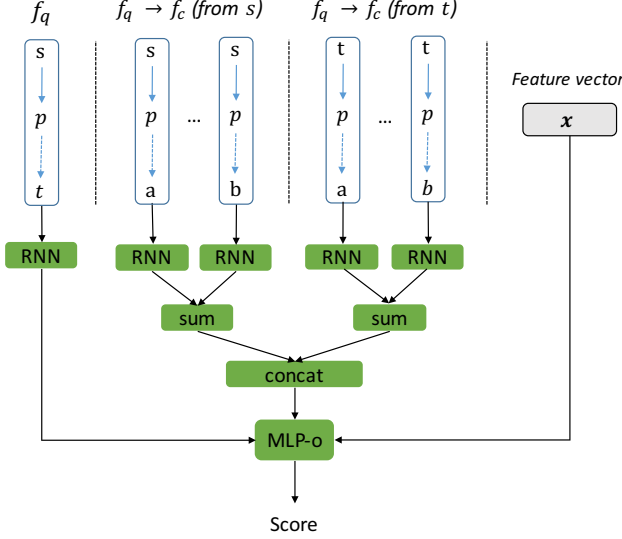 f_q
f_q → f_c (from s)
f_q → f_c (from t)
s
s
s
t
t
Feature vector
p
p
...
p
p
...
p
x
t
a
b
a
b
RNN
RNN
RNN
RNN
RNN
sum
sum
concat
MLP-o
Score